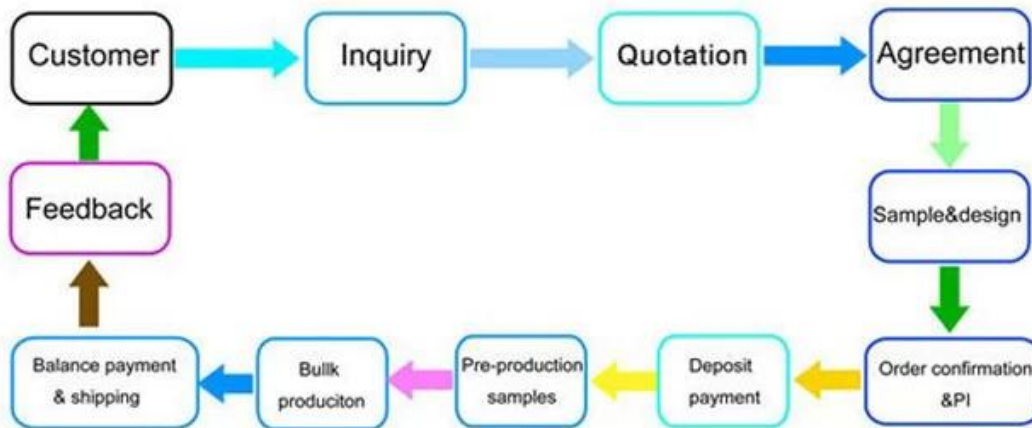 Customer
Inquiry
Quotation
Agreement
Sample&design
Order confirmation
&PI
Deposit
payment
Pre-production
samples
Bullk
produciton
Balance payment
& shipping
Feedback